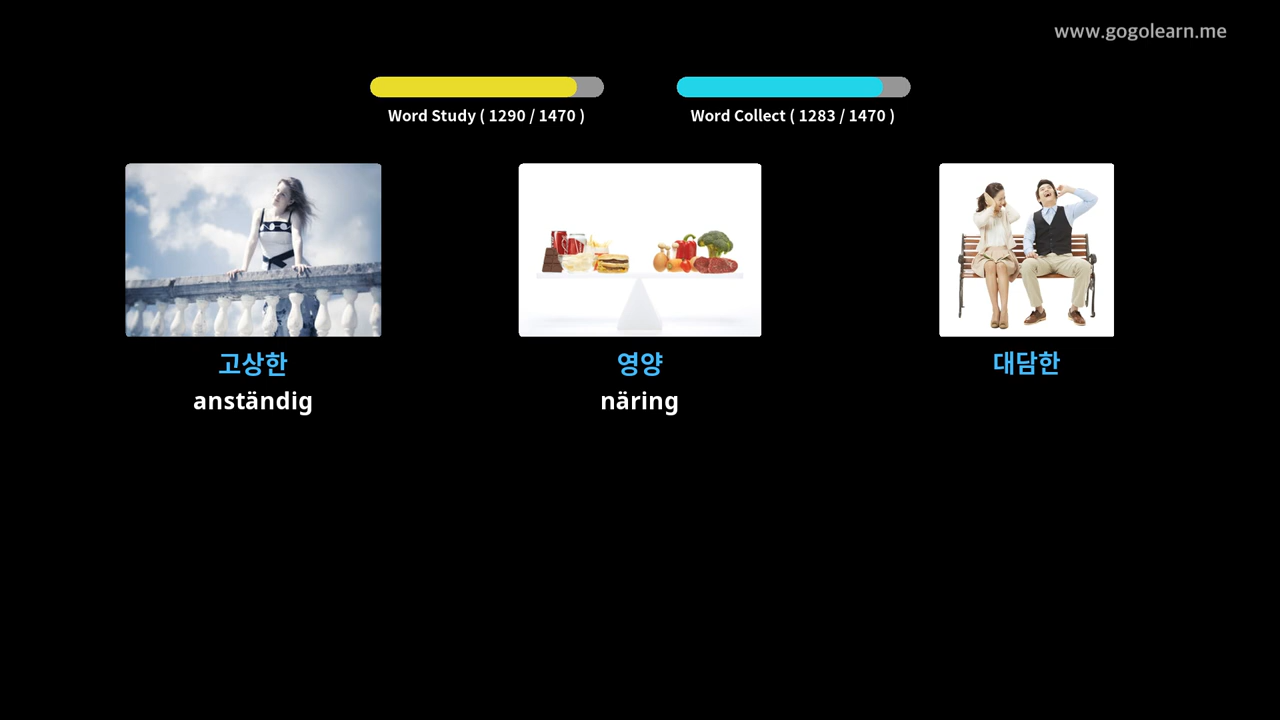 www.gogolearn.me
Word Study ( 1290 / 1470 )
Word Collect ( 1283 / 1470 )
고상한
영양
대담한
anständig
näring